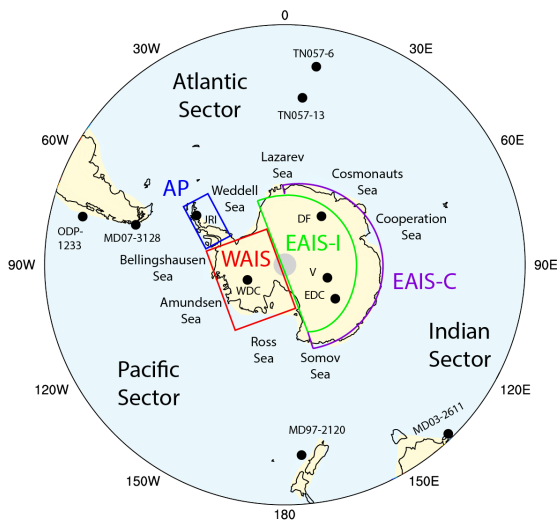 0
30W
30E
TN057-6
Atlantic
Sector
TN057-13
60W
60E
Lazarev
Sea
Cosmonauts
Sea
AP
Weddell
Sea
JRI
DF
Cooperation
Sea
ODP-
1233
MD07-3128
EAIS-I
Bellingshausen
Sea
WAIS
90W
90E
V
EAIS-C
WDC
EDC
Amundsen
Sea
Ross
Sea
Somov
Sea
Indian
Sector
Pacific
Sector
120W
120E
MD97-2120
MD03-2611
150W
150E
180